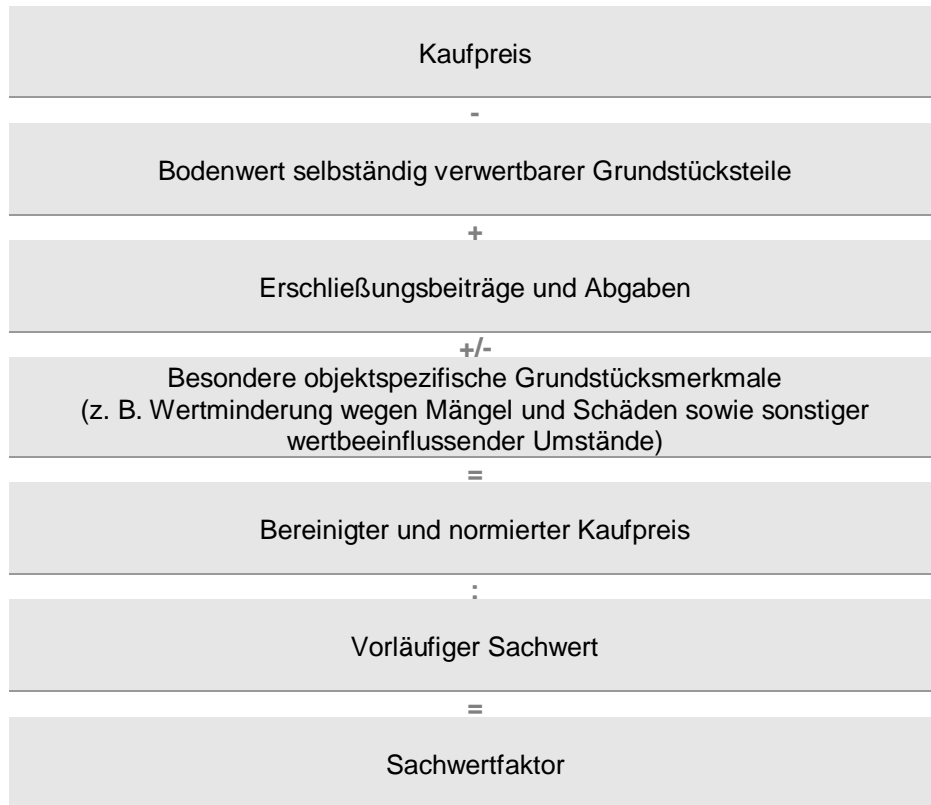 Kaufpreis
-
Bodenwert selbständig verwertbarer Grundstücksteile
+
Erschließungsbeiträge und Abgaben
+/-
Besondere objektspezifische Grundstücksmerkmale
(z. B. Wertminderung wegen Mängel und Schäden sowie sonstiger
wertbeeinflussender Umstände)
=
Bereinigter und normierter Kaufpreis
:
Vorläufiger Sachwert
=
Sachwertfaktor